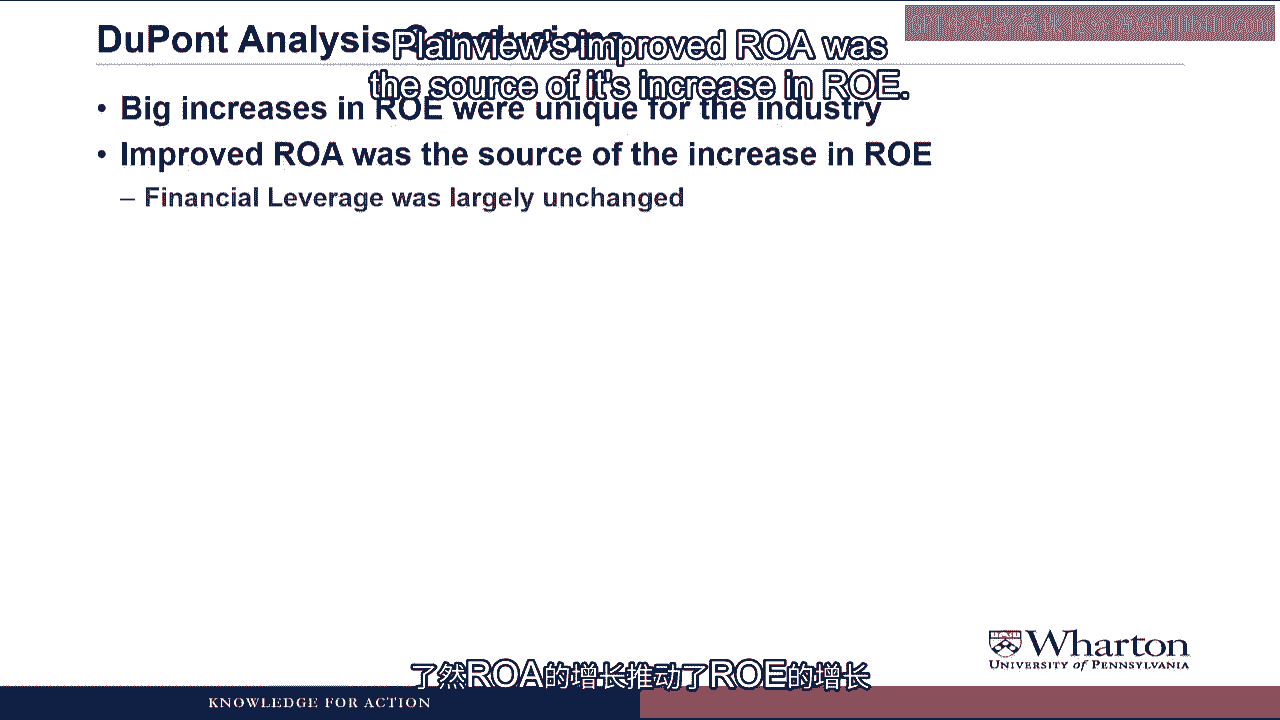 DuPont Analysis
Plainview's improved ROA was
the source of it's increase in ROE.
• Big increases in ROE were unique for the industry
• Improved ROA was the source of the increase in ROE
– Financial Leverage was largely unchanged
Wharton
UNIVERSITY of PENNSYLVANIA
了然ROA的增长推动了ROE的增长
KNOWLEDGE FOR ACTION